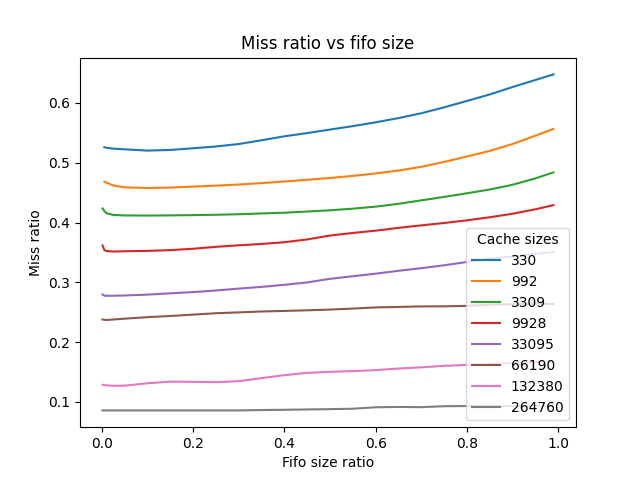 Miss ratio vs fifo size
Miss ratio
0.6
0.5
0.4
0.3
0.2
0.1
Cache sizes
330
992
3309
9928
33095
66190
132380
264760
0.0 0.2 0.4 0.6 0.8 1.0
Fifo size ratio